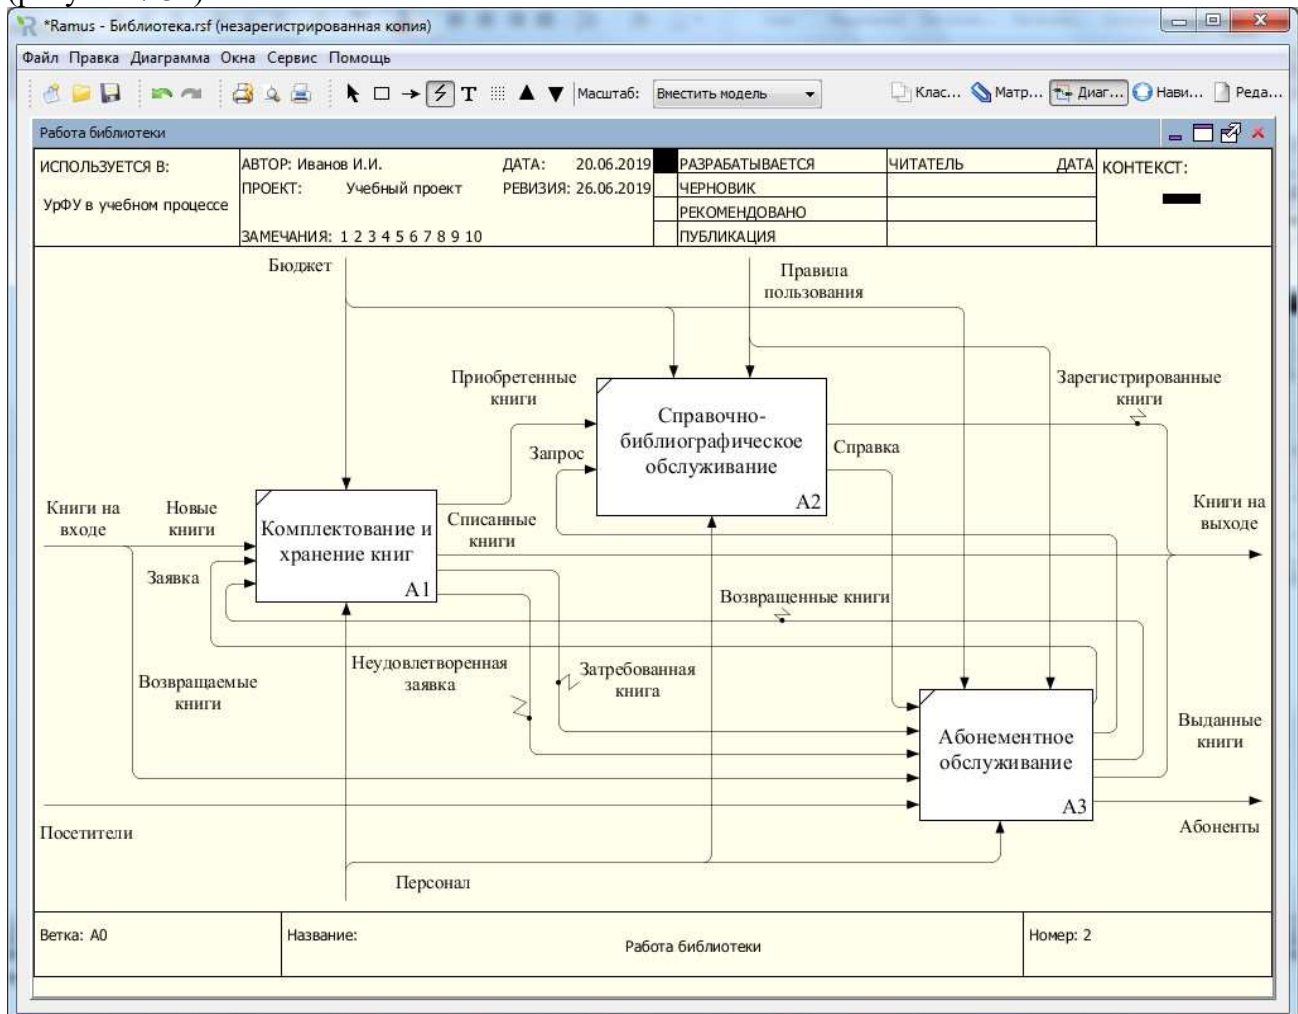 *Ramus - Библиотека.rsf (незарегистрированная копия)
Файл Правка Диаграмма Окна Сервис Помощь
T Масштаб: Вместить модель Клас... Матр... Диаг... Нави... Реда...
Работа библиотеки
ИСПОЛЬЗУЕТСЯ В:
УрФУ в учебном процессе
АВТОР: Иванов И.И. ДАТА: 20.06.2019
ПРОЕКТ: Учебный проект РЕВИЗИЯ: 26.06.2019
ЗАМЕЧАНИЯ: 1 2 3 4 5 6 7 8 9 10
РАЗРАБАТЫВАЕТСЯ
ЧЕРНОВИК
РЕКОМЕНДОВАНО
ПУБЛИКАЦИЯ
ЧИТАТЕЛЬ ДАТА
КОНТЕКСТ:
Бюджет
Правила
пользования
Приобретенные
книги
Зарегистрированные
книги
Справочно-
библиографическое
обслуживание
A2
Запрос
Справка
Книги на
входе
Новые
книги
Комплектование и
хранение книг
A1
Списанные
книги
Книги на
выходе
Заявка
Возвращенные книги
Возвращаемые
книги
Неудовлетворенная
заявка
Затребованная
книга
Абонементное
обслуживание
A3
Выданные
книги
Посетители
Абоненты
Персонал
Ветка: A0
Название:
Работа библиотеки
Номер: 2